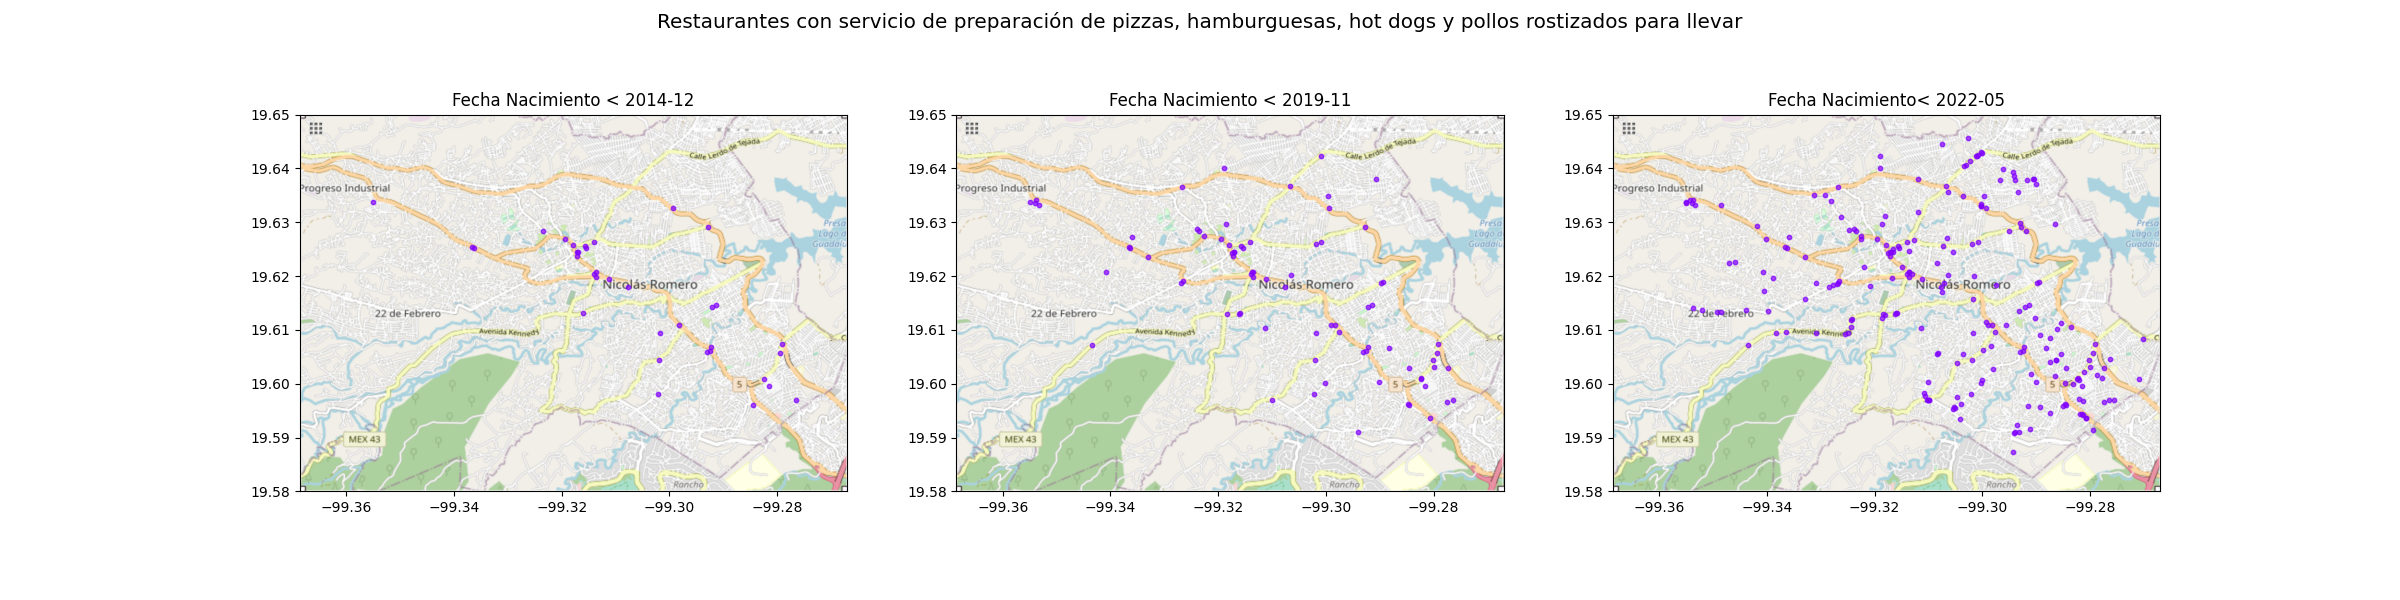 Restaurantes con servicio de preparación de pizzas, hamburguesas, hot dogs y pollos rostizados para llevar
Fecha Nacimiento < 2014-12
19.65
19.64
19.63
19.62
19.61
19.60
19.59
19.58
−99.36
−99.34
−99.32
−99.30
−99.28
Calle Lerdo de Tejada
Progreso Industrial
Presa
Lago d
Guadalu
Nicolás Romero
22 de Febrero
Avenida Kennedy
5
MEX 43
Rancho
Fecha Nacimiento < 2019-11
19.65
19.64
19.63
19.62
19.61
19.60
19.59
19.58
−99.36
−99.34
−99.32
−99.30
−99.28
Calle Lerdo de Tejada
Progreso Industrial
Presa
Lago d
Guadalu
Nicolás Romero
22 de Febrero
Avenida Kennedy
5
MEX 43
Rancho
Fecha Nacimiento< 2022-05
19.65
19.64
19.63
19.62
19.61
19.60
19.59
19.58
−99.36
−99.34
−99.32
−99.30
−99.28
Calle Lerdo de Tejada
Progreso Industrial
Presa
Lago d
Guadalu
Nicolás Romero
22 de Febrero
Avenida Kennedy
5
MEX 43
Rancho